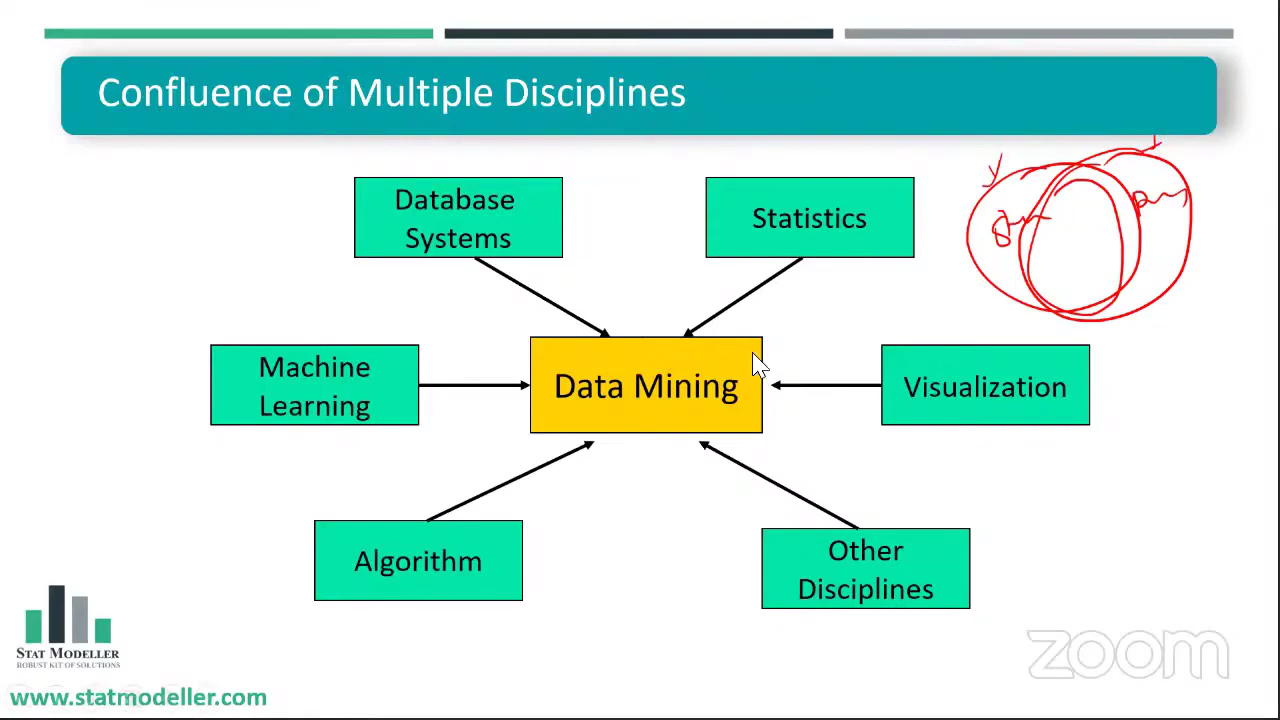 Confluence of Multiple Disciplines
Database
Systems
Statistics
y
Machine
Learning
Data Mining
Visualization
Algorithm
Other
Disciplines
STAT MODELLER
ROBUST KIT OF SOLUTIONS
zoom
www.statmodeller.com